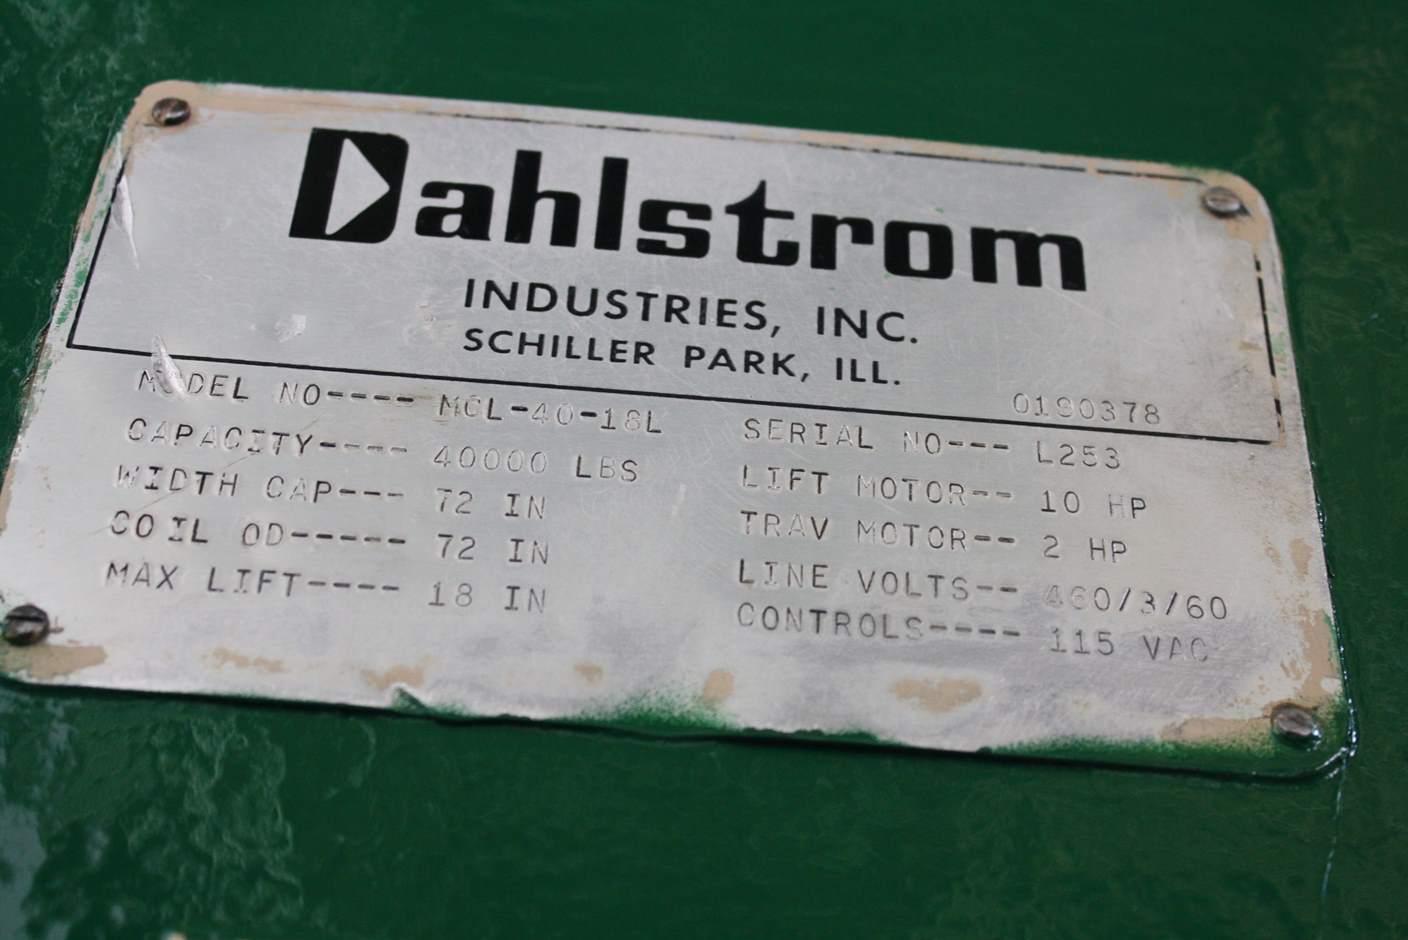 Dahlstrom
INDUSTRIES, INC.
SCHILLER PARK, ILL.
0190378
MODEL NO---- MCL-40-18L
CAPACITY---- 40000 LBS
WIDTH CAP--- 72 IN
COIL OD----- 72 IN
MAX LIFT---- 18 IN
SERIAL NO--- L253
LIFT MOTOR-- 10 HP
TRAV MOTOR-- 2 HP
LINE VOLTS-- 460/3/60
CONTROLS---- 115 VAC